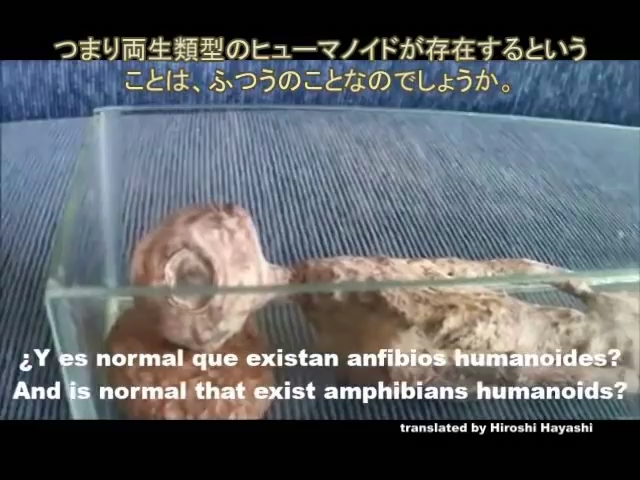 つまり両生類型のヒューマノイドが存在するという
ことは、ふつうのことなのでしょうか。
¿Y es normal que existan anfibios humanoides?
And is normal that exist amphibians humanoids?
translated by Hiroshi Hayashi